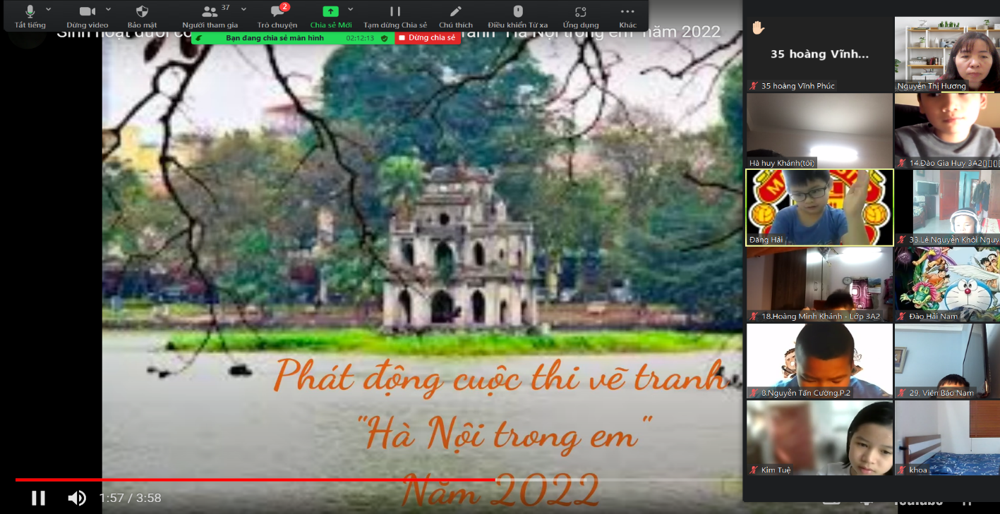 37
2
Tắt tiếng
Dừng video
Bảo mật
Người tham gia
Trò chuyện
Chia sẻ Mới
Tạm dừng Chia sẻ
Chú thích
Điều khiển Từ xa
Ứng dụng
Khác
Sinh hoạt dưới cờ
"Hà Nội trong em" năm 2022
Bạn đang chia sẻ màn hình
02:12:13
Dừng chia sẻ
Phát động cuộc thi vẽ tranh
"Hà Nội trong em"
Năm 2022
1:57 / 3:58
35 hoàng Vĩnh...
35 hoàng Vĩnh Phúc
Nguyễn Thị Hương
Hà huy Khánh(tôi)
14.Đào Gia Huy 3A2
Đăng Hải
33.Lê Nguyễn Khôi Nguy
18.Hoàng Minh Khánh - Lớp 3A2
Đào Hải Nam
8.Nguyễn Tấn Cường.P.2
29. Viên Bảo Nam
Kim Tuệ
khoa
YouTube